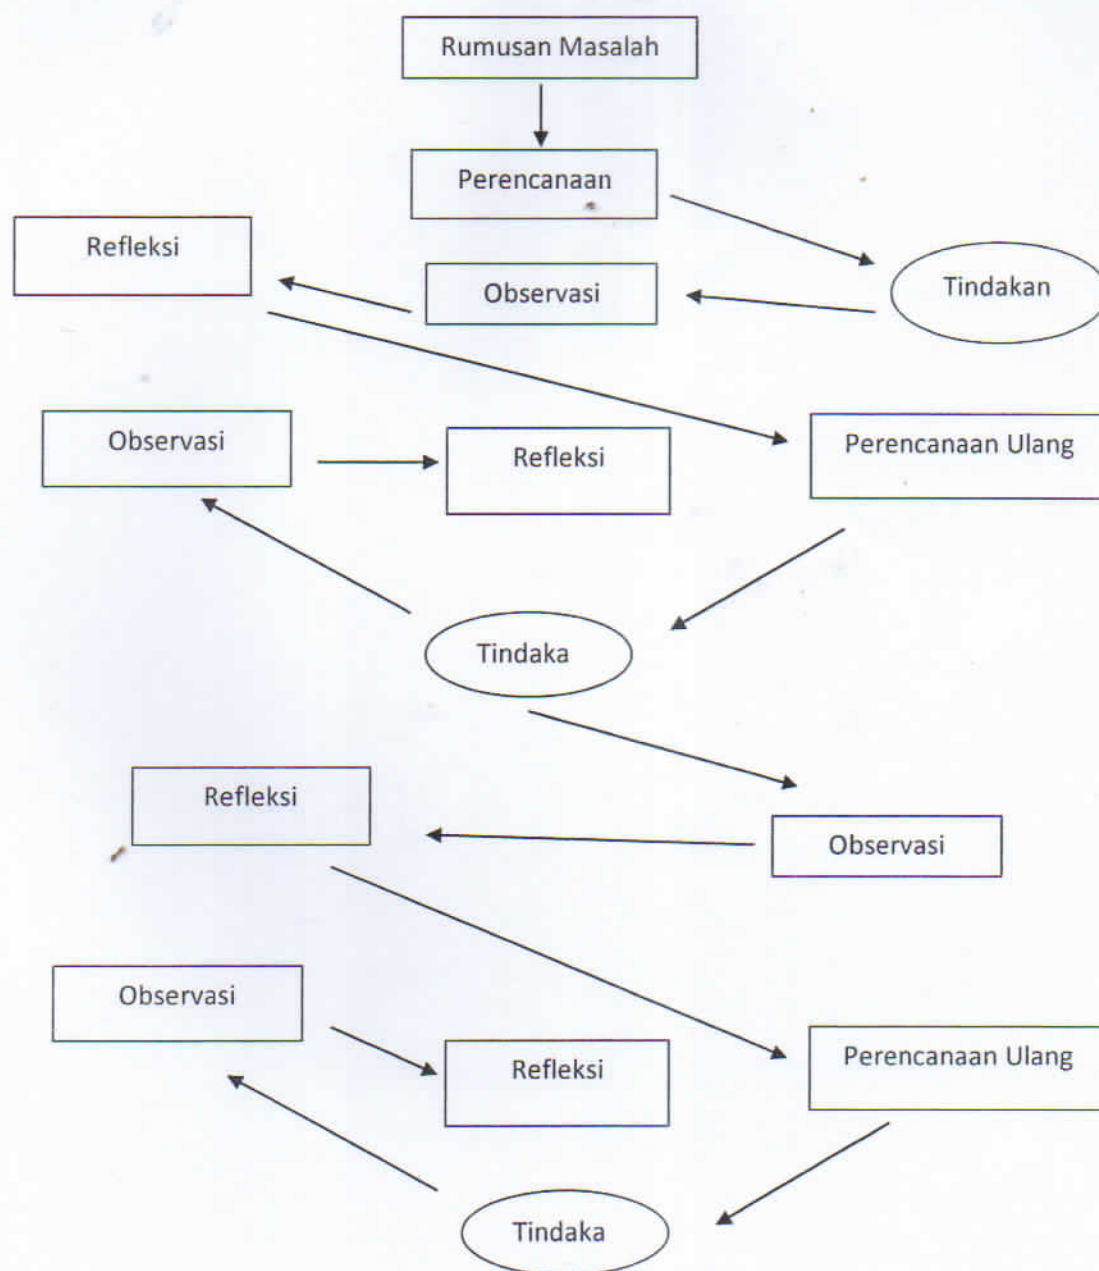 Rumusan Masalah
Perencanaan
Refleksi
Observasi
Tindakan
Observasi
Refleksi
Perencanaan Ulang
Tindaka
Refleksi
Observasi
Observasi
Refleksi
Perencanaan Ulang
Tindaka